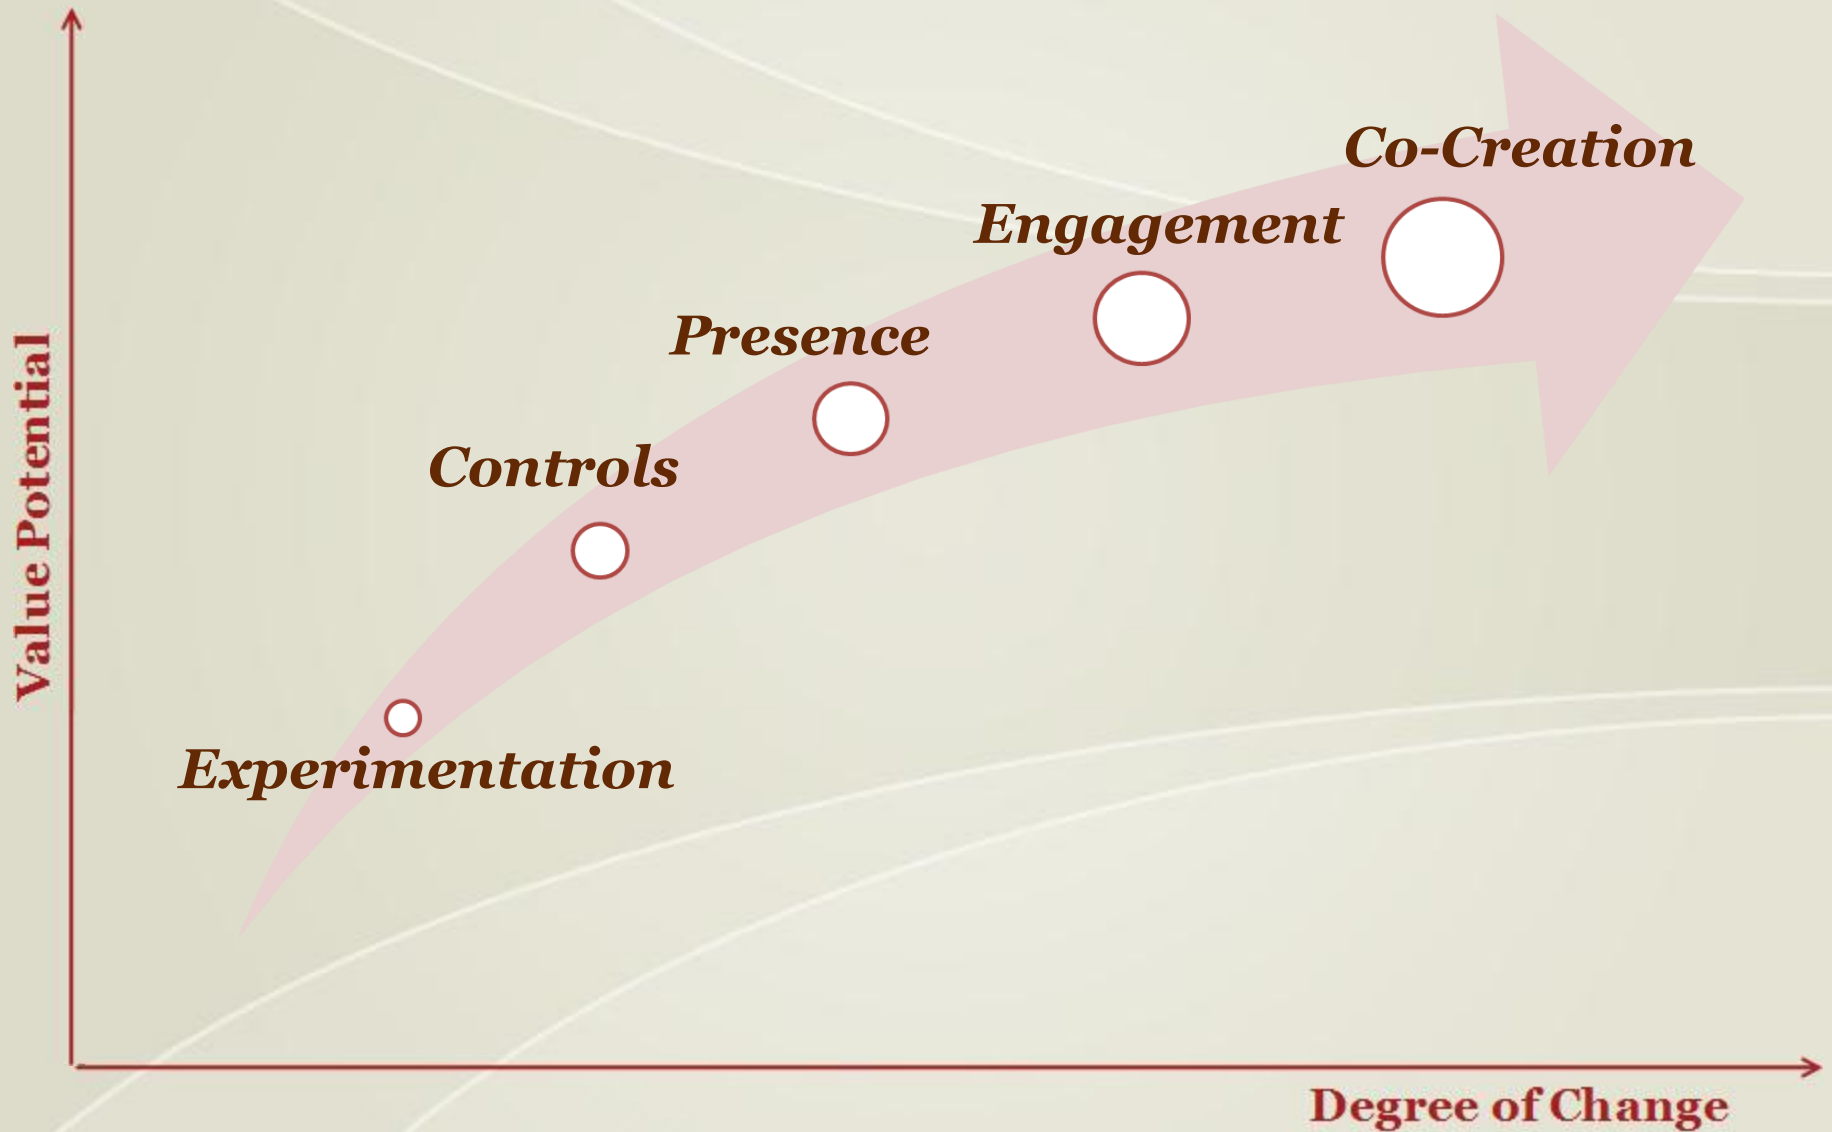 Co-Creation
Engagement
Presence
Controls
Experimentation
Value Potential
Degree of Change